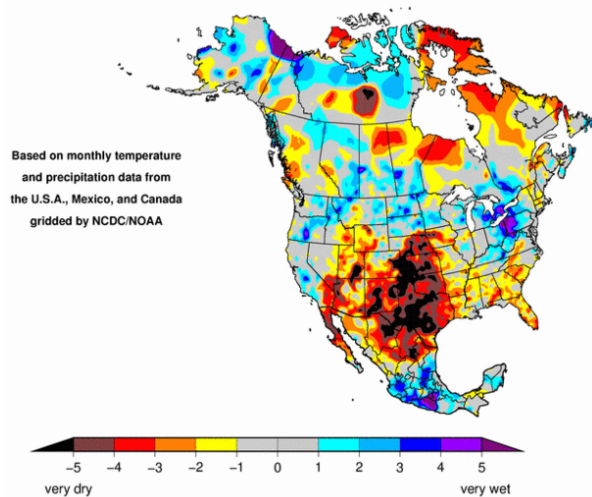 Based on monthly temperature
and precipitation data from
the U.S.A., Mexico, and Canada
gridded by NCDC/NOAA
−5 −4 −3 −2 −1 0 1 2 3 4 5
very dry very wet